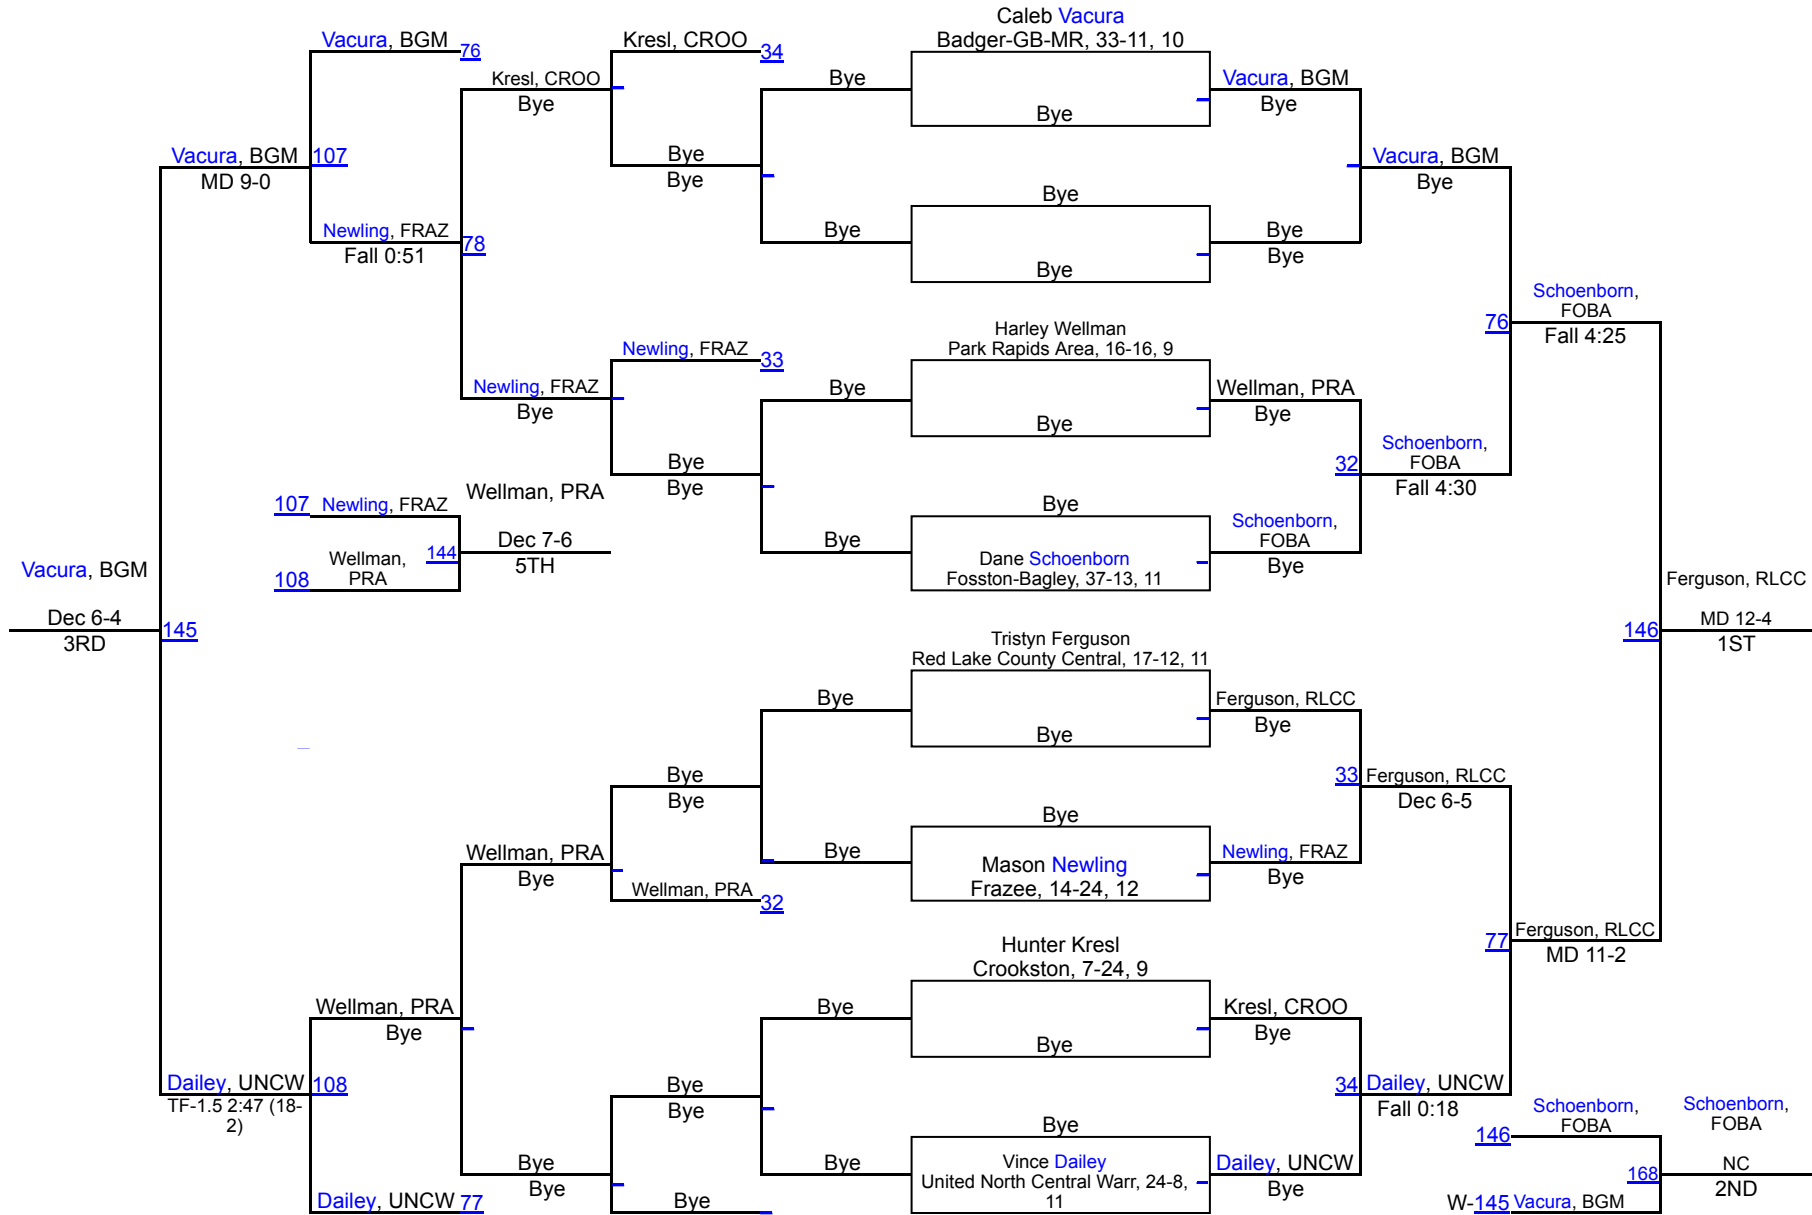 Caleb Vacura
Badger-GB-MR, 33-11, 10
Vacura, BGM
76
Kresl, CROO
34
Kresl, CROO
Bye
Bye
Vacura, BGM
Bye
Bye
Vacura, BGM
107
MD 9-0
Bye
Bye
Vacura, BGM
Bye
Bye
Newling, FRAZ
78
Fall 0:51
Bye
Bye
Bye
Bye
Schoenborn,
FOBA
76
Fall 4:25
Harley Wellman
Park Rapids Area, 16-16, 9
Newling, FRAZ
33
Newling, FRAZ
Bye
Bye
Wellman, PRA
Bye
Bye
Bye
Bye
32
Schoenborn,
FOBA
Fall 4:30
107
Newling, FRAZ
Wellman, PRA
Bye
Schoenborn,
FOBA
Bye
144
Dec 7-6
5TH
Wellman,
PRA
108
Bye
Dane Schoenborn
Fosston-Bagley, 37-13, 11
Vacura, BGM
Dec 6-4
3RD
145
Ferguson, RLCC
146
MD 12-4
1ST
Tristyn Ferguson
Red Lake County Central, 17-12, 11
Bye
Ferguson, RLCC
Bye
Bye
Bye
Bye
33
Ferguson, RLCC
Dec 6-5
Bye
Wellman, PRA
Bye
Bye
Mason Newling
Frazee, 14-24, 12
Newling, FRAZ
Bye
Wellman, PRA
32
77
Ferguson, RLCC
MD 11-2
Hunter Kresl
Crookston, 7-24, 9
Wellman, PRA
Bye
Bye
Kresl, CROO
Bye
Bye
Dailey, UNCW
108
TF-1.5 2:47 (18-
2)
Bye
Bye
34
Dailey, UNCW
Fall 0:18
Bye
Bye
Bye
Bye
Vince Dailey
United North Central Warr, 24-8,
11
Dailey, UNCW
Bye
Dailey, UNCW
77
Bye
Schoenborn,
FOBA
146
Schoenborn,
FOBA
168
NC
2ND
W-145
Vacura, BGM